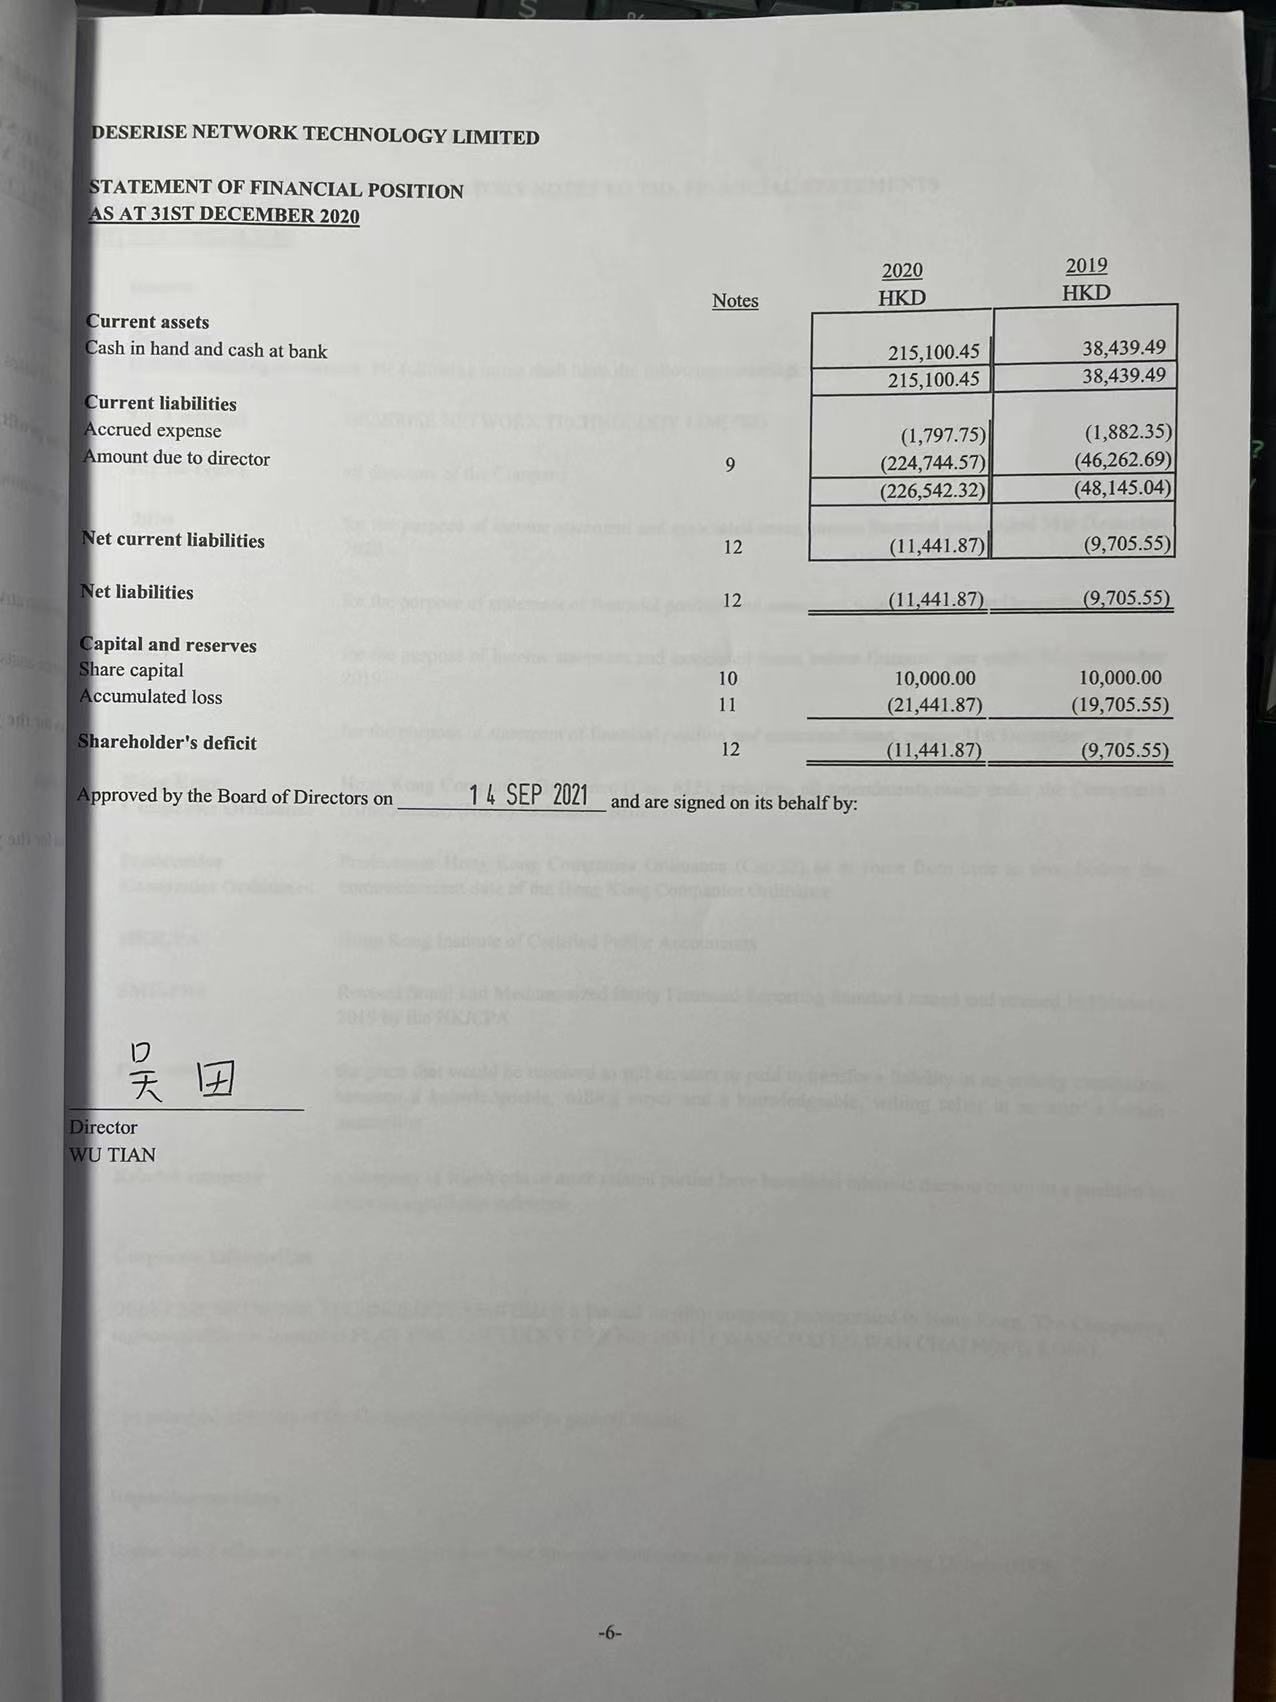 DESERISE NETWORK TECHNOLOGY LIMITED
STATEMENT OF FINANCIAL POSITION
AS AT 31ST DECEMBER 2020
2020 2019
Notes HKD HKD
Current assets
Cash in hand and cash at bank 215,100.45 38,439.49
215,100.45 38,439.49
Current liabilities
Accrued expense (1,797.75) (1,882.35)
Amount due to director 9 (224,744.57) (46,262.69)
(226,542.32) (48,145.04)
Net current liabilities 12 (11,441.87) (9,705.55)
Net liabilities 12 (11,441.87) (9,705.55)
Capital and reserves
Share capital 10 10,000.00 10,000.00
Accumulated loss 11 (21,441.87) (19,705.55)
Shareholder's deficit 12 (11,441.87) (9,705.55)
Approved by the Board of Directors on 14 SEP 2021 and are signed on its behalf by:
吴田
Director
WU TIAN
-6-